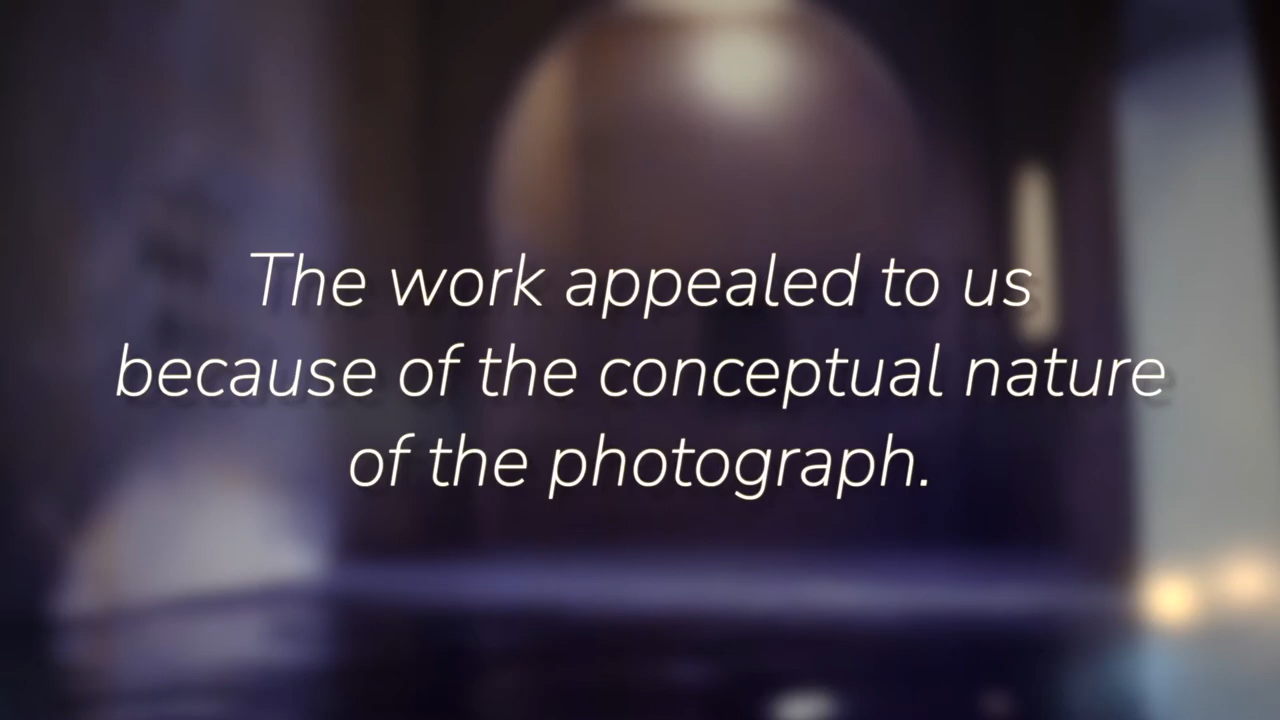 The work appealed to us
because of the conceptual nature
of the photograph.